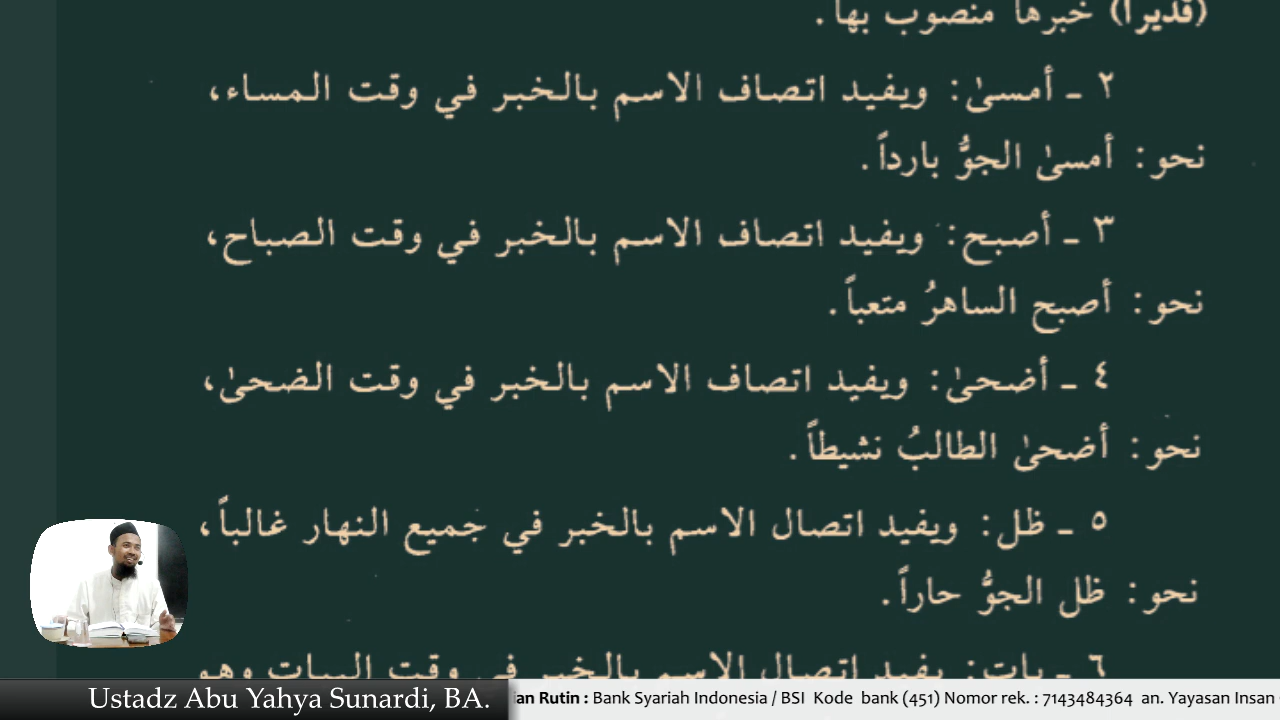 (قديراً) خبرها منصوب بها.
٢ ـ أمسىٰ: ويفيد اتصاف الاسم بالخبر في وقت المساء،
نحو: أمسىٰ الجوُّ بارداً.
٣ ـ أصبح: ويفيد اتصاف الاسم بالخبر في وقت الصباح،
نحو: أصبح الساهرُ متعباً.
٤ ـ أضحىٰ: ويفيد اتصاف الاسم بالخبر في وقت الضحىٰ،
نحو: أضحىٰ الطالبُ نشيطاً.
٥ ـ ظل: ويفيد اتصال الاسم بالخبر في جميع النهار غالباً،
نحو: ظل الجوُّ حاراً.
٦ ـ بات: يفيد اتصال الاسم بالخبر في وقت البيات وهو
Ustadz Abu Yahya Sunardi, BA.
ian Rutin : Bank Syariah Indonesia / BSI Kode bank (451) Nomor rek. : 7143484364 an. Yayasan Insan